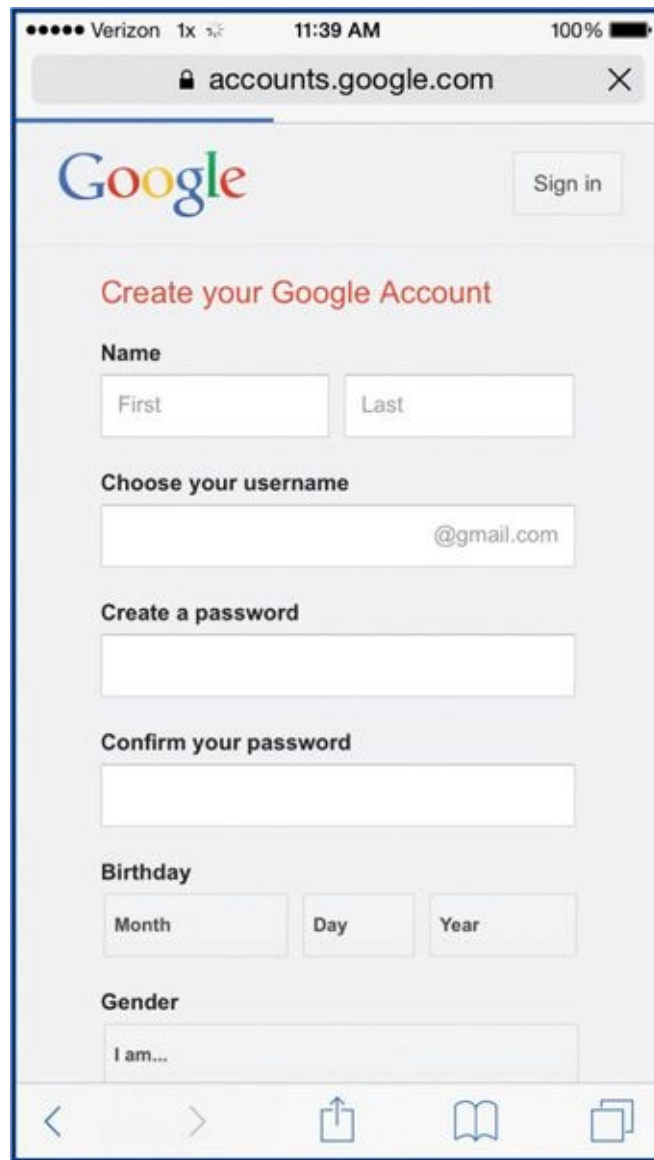 Verizon 1x 11:39 AM 100%
accounts.google.com
Google Sign in
Create your Google Account
Name
First Last
Choose your username
@gmail.com
Create a password
Confirm your password
Birthday
Month Day Year
Gender
I am...